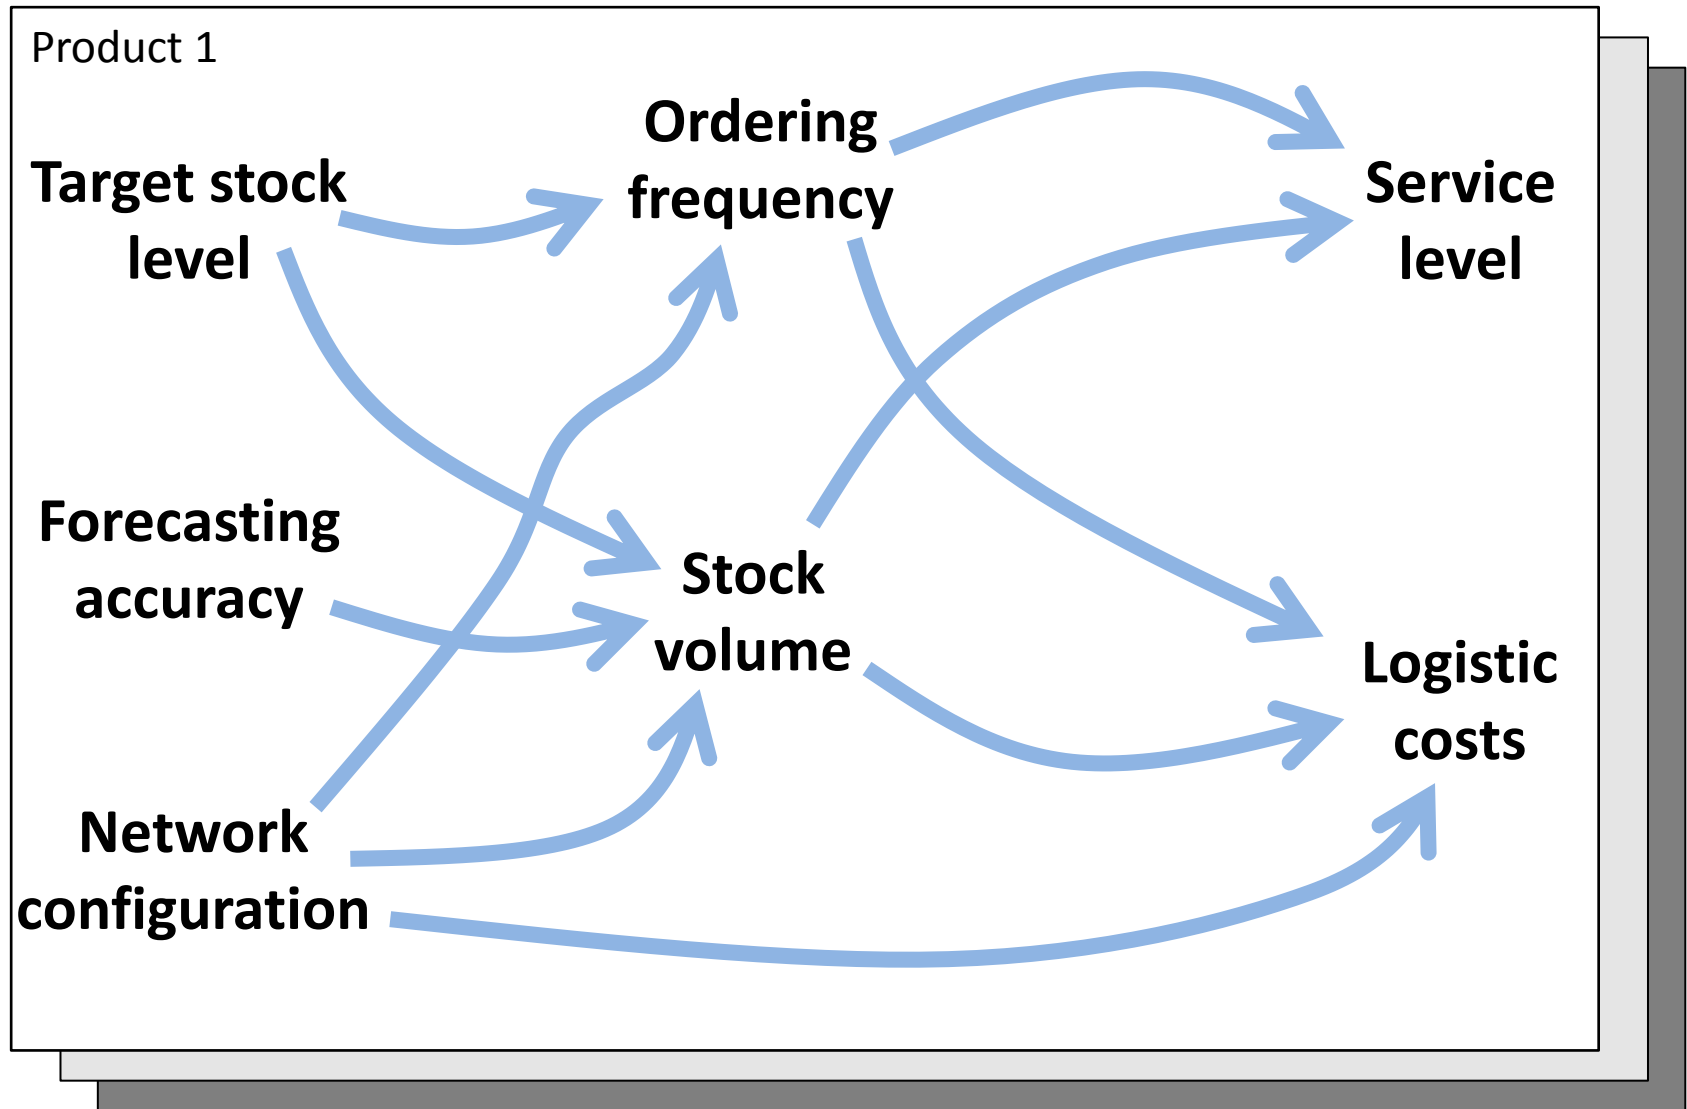 Product 1
Target stock
level
Ordering
frequency
Service
level
Forecasting
accuracy
Stock
volume
Logistic
costs
Network
configuration